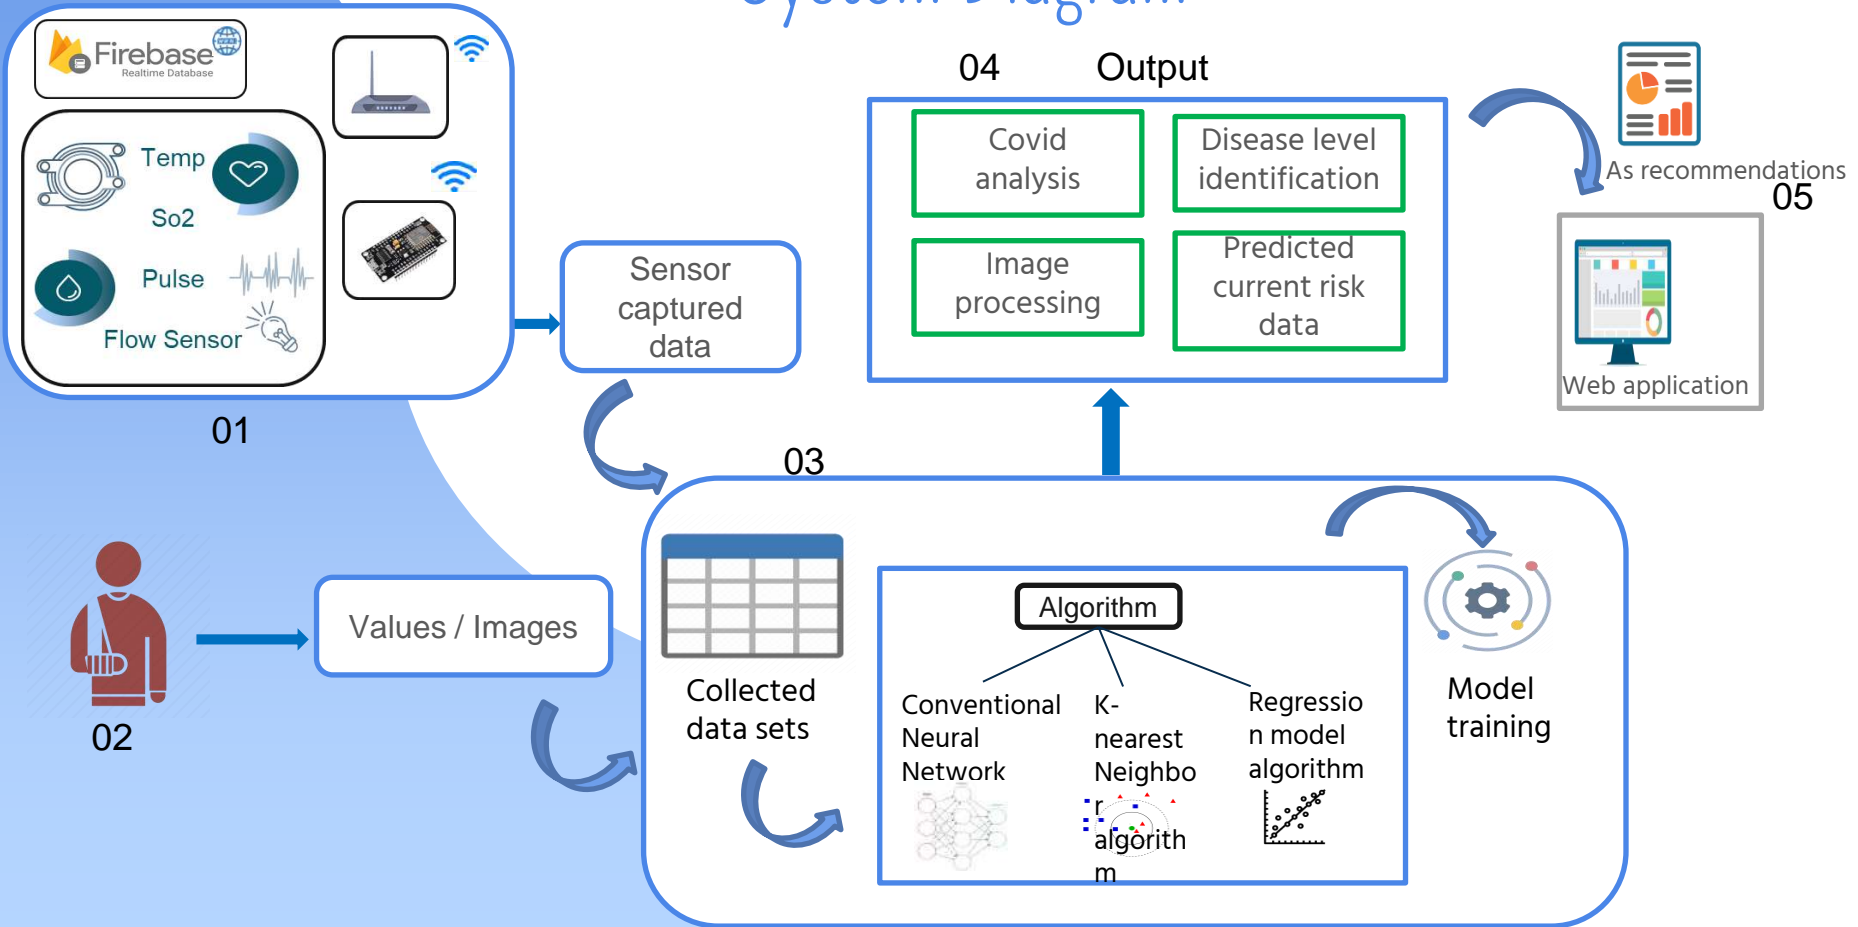 System Diagram
Firebase
Realtime Database
Temp
So2
Pulse
Flow Sensor
01
Sensor
captured
data
02
Values / Images
03
Collected
data sets
Algorithm
Conventional
Neural
Network
K-
nearest
Neighbo
r
algorith
m
Regressio
n model
algorithm
Model
training
04
Output
Covid
analysis
Disease level
identification
Image
processing
Predicted
current risk
data
As recommendations
05
Web application